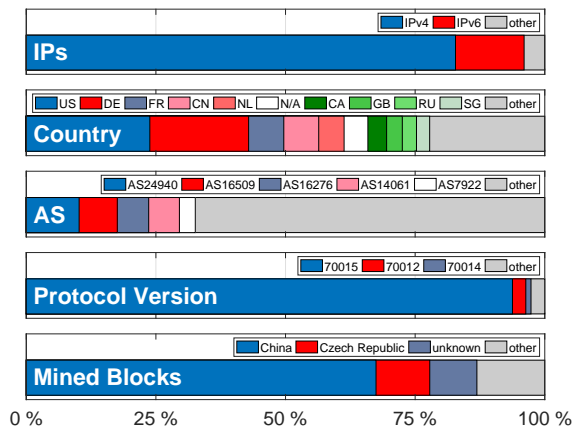 IPv4 IPv6 other
IPs
US DE FR CN NL N/A CA GB RU SG other
Country
AS24940 AS16509 AS16276 AS14061 AS7922 other
AS
70015 70012 70014 other
Protocol Version
China Czech Republic unknown other
Mined Blocks
0 % 25 % 50 % 75 % 100 %